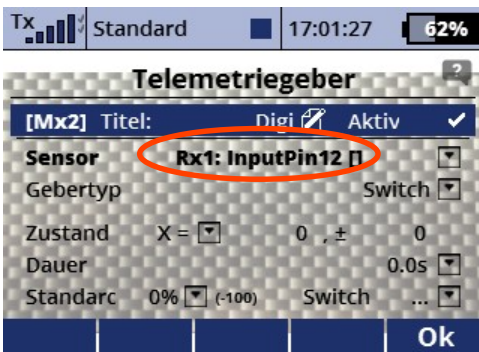 Tx Standard 17:01:27 62%
Telemetriegeber ?
[Mx2] Titel: Digi Aktiv
Sensor Rx1: InputPin12
Gebertyp Switch
Zustand X = 0 , ± 0
Dauer 0.0s
Standarc 0% (-100) Switch ...
Ok